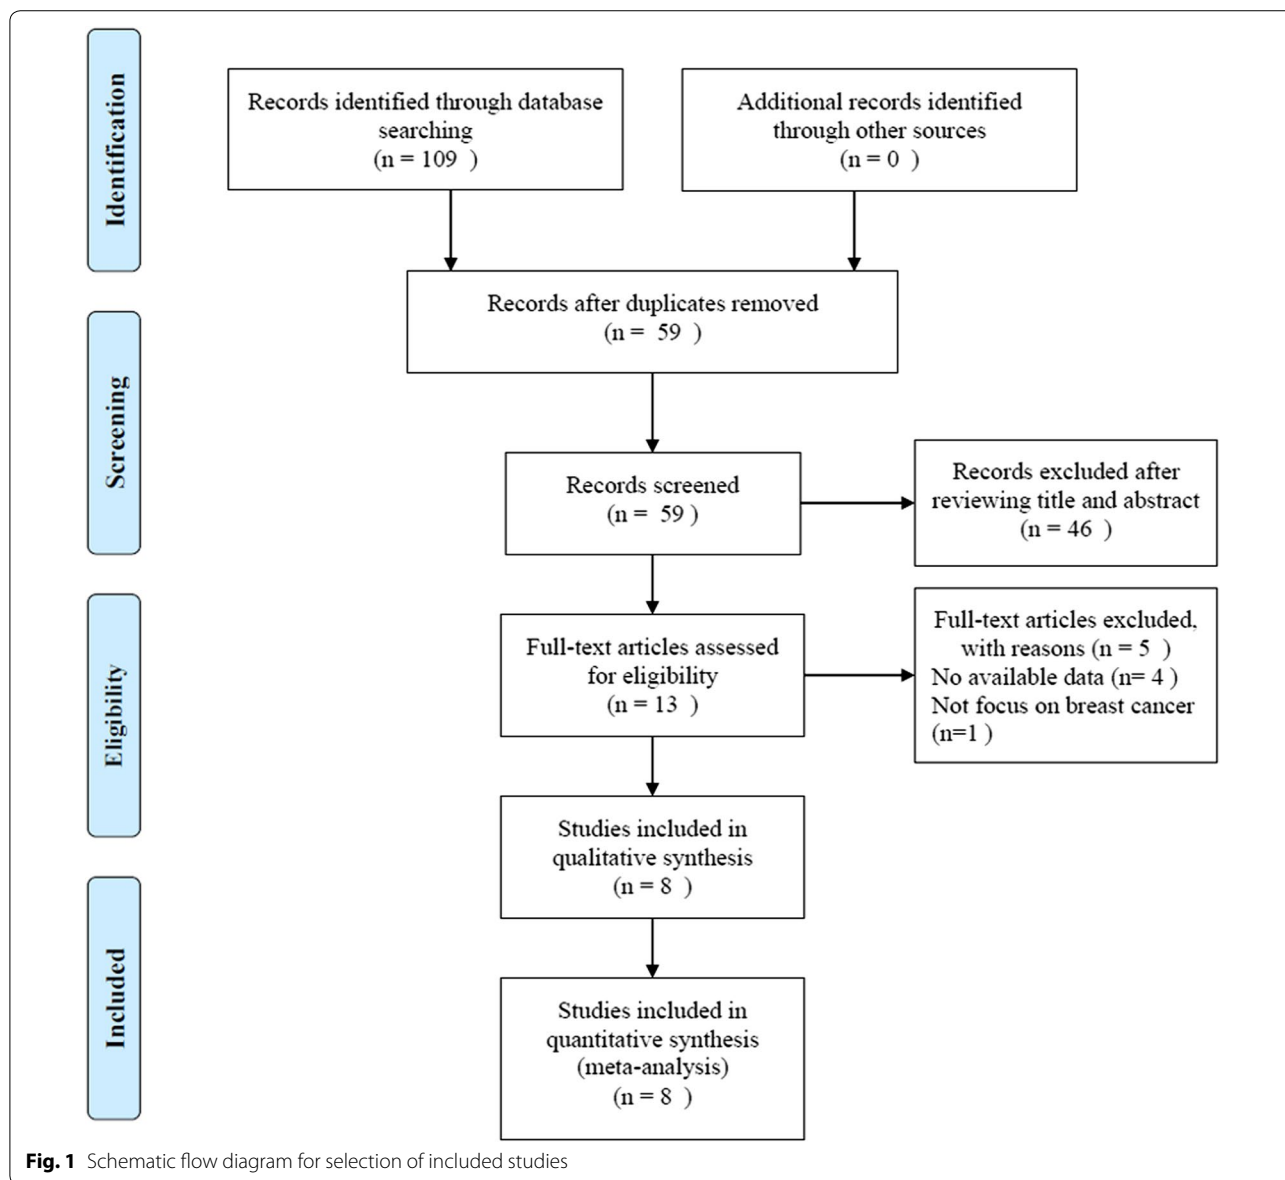 Identification
Records identified through database
searching
(n = 109 )
Additional records identified
through other sources
(n = 0 )
Records after duplicates removed
(n = 59 )
Screening
Records screened
(n = 59 )
Records excluded after
reviewing title and abstract
(n = 46 )
Eligibility
Full-text articles assessed
for eligibility
(n = 13 )
Full-text articles excluded,
with reasons (n = 5 )
No available data (n= 4 )
Not focus on breast cancer
(n=1 )
Studies included in
qualitative synthesis
(n = 8 )
Included
Studies included in
quantitative synthesis
(meta-analysis)
(n = 8 )
Fig. 1 Schematic flow diagram for selection of included studies